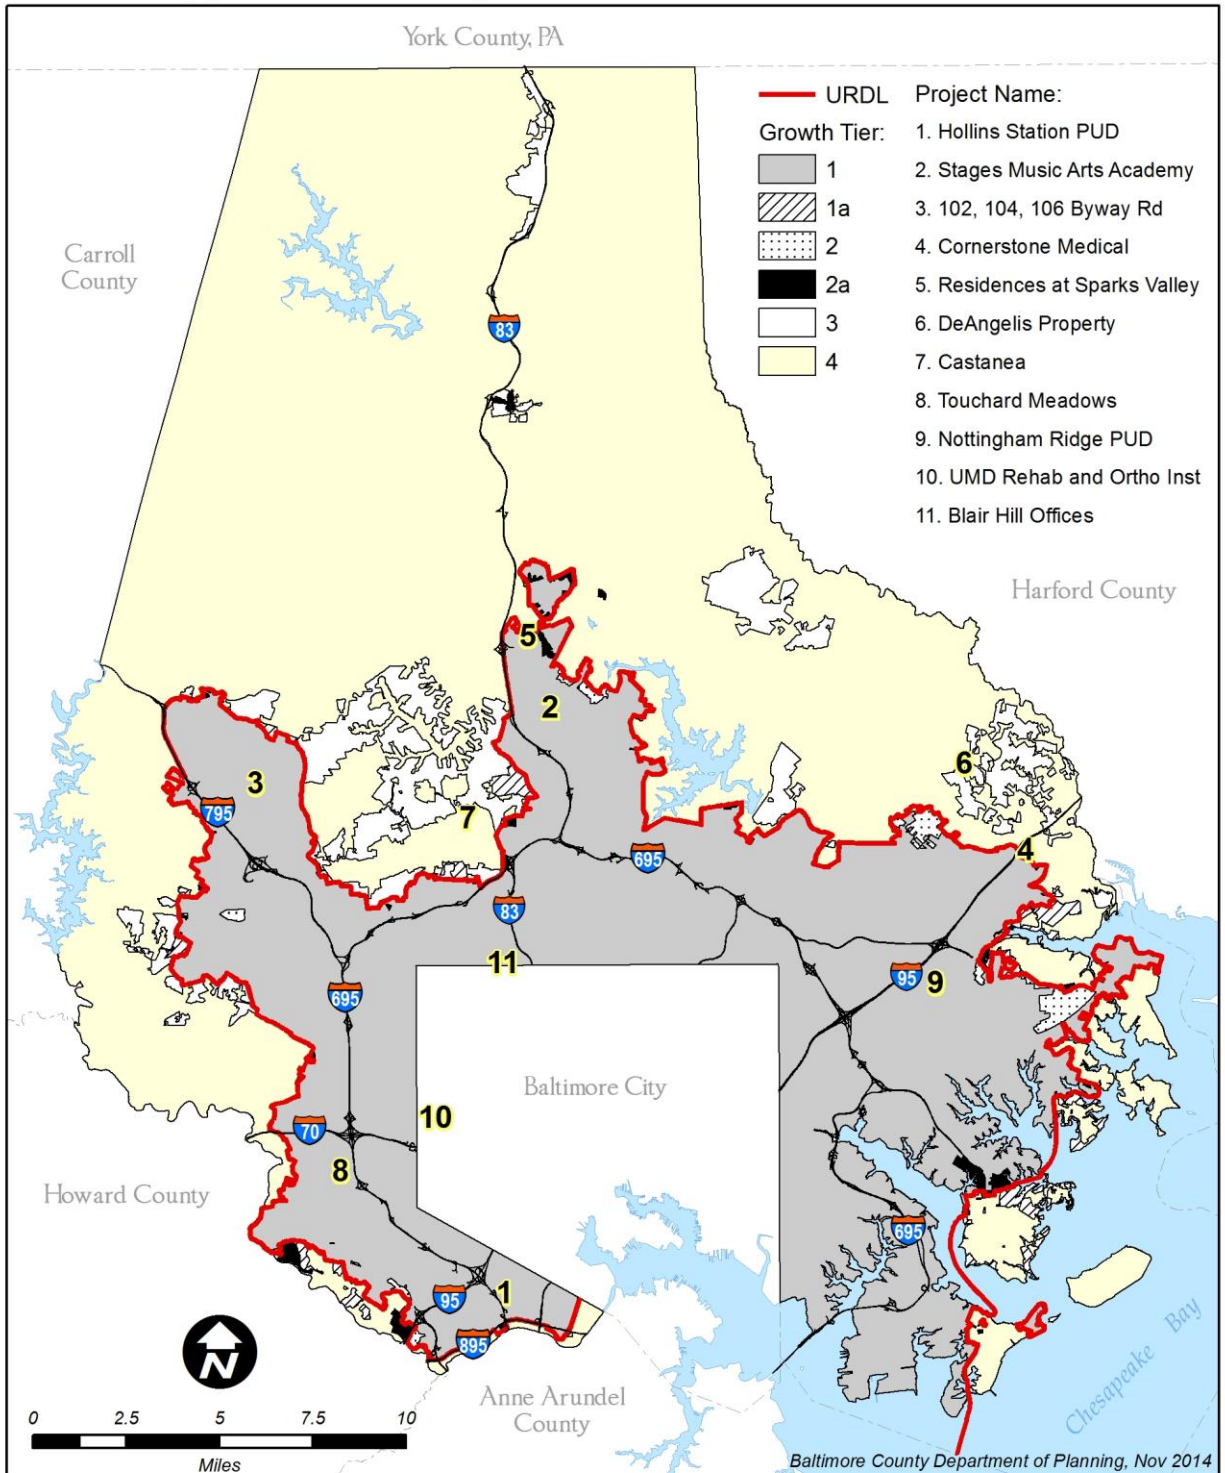 York County, PA
URDL
Project Name:
Growth Tier:
1
1a
2
2a
3
4
1. Hollins Station PUD
2. Stages Music Arts Academy
3. 102, 104, 106 Byway Rd
4. Cornerstone Medical
5. Residences at Sparks Valley
6. DeAngelis Property
7. Castanea
8. Touchard Meadows
9. Nottingham Ridge PUD
10. UMD Rehab and Ortho Inst
11. Blair Hill Offices
Carroll
County
83
Harford County
5
2
3
6
795
7
4
695
83
11
695
95
9
Baltimore City
10
70
8
Howard County
695
1
95
895
N
Anne Arundel
County
Chesapeake Bay
0 2.5 5 7.5 10
Miles
Baltimore County Department of Planning, Nov 2014